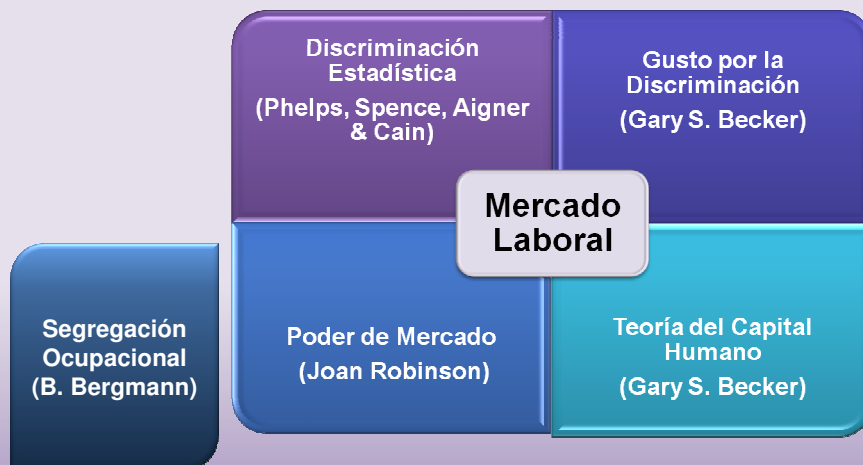 Discriminación
Estadística
(Phelps, Spence, Aigner
& Cain)
Gusto por la
Discriminación
(Gary S. Becker)
Mercado
Laboral
Segregación
Ocupacional
(B. Bergmann)
Poder de Mercado
(Joan Robinson)
Teoría del Capital
Humano
(Gary S. Becker)